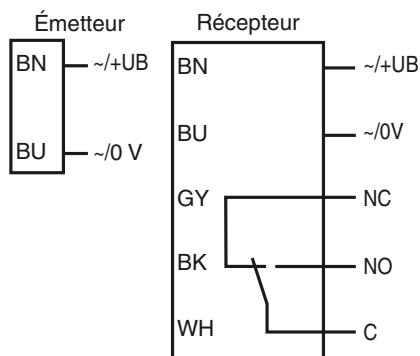 Émetteur
BN ~/+UB
BU ~/0 V
Récepteur
BN ~/+UB
BU ~/0V
GY NC
BK NO
WH C